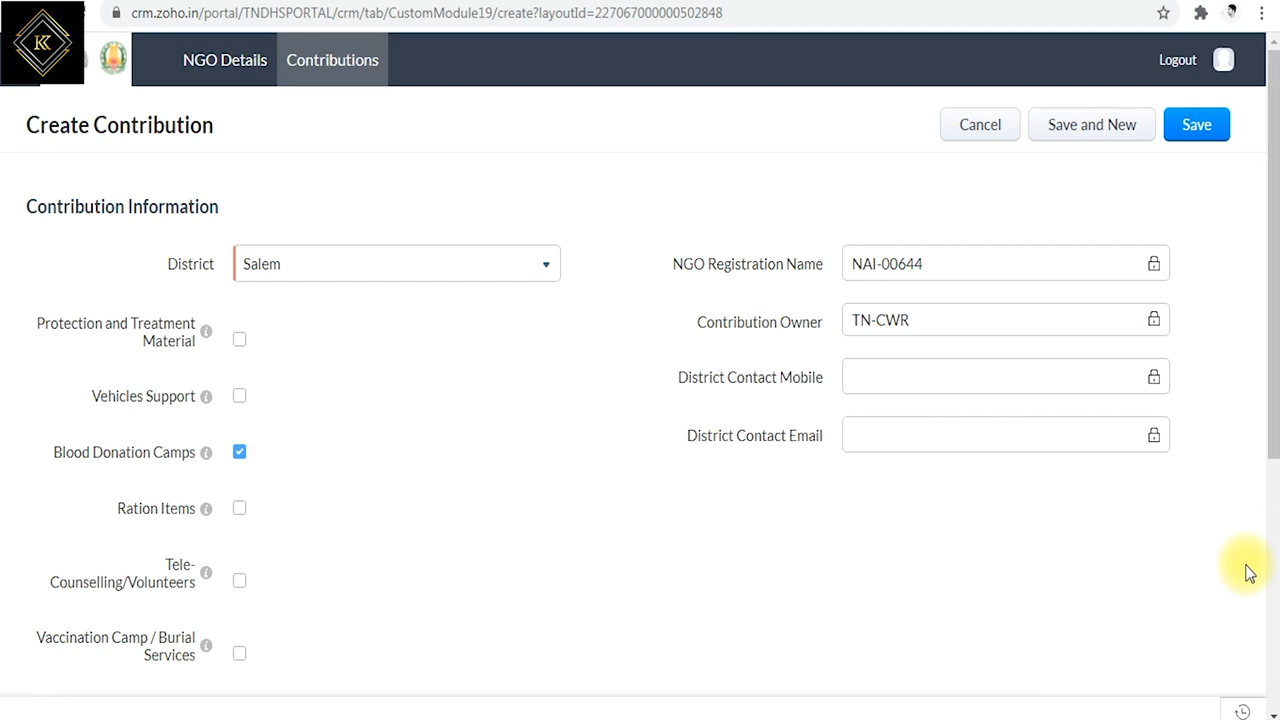 crm.zoho.in/portal/TNDHSPORTAL/crm/tab/CustomModule19/create?layoutId=227067000000502848
K
NGO Details
Contributions
Logout
Create Contribution
Cancel
Save and New
Save
Contribution Information
District
Salem
NGO Registration Name
NAI-00644
Protection and Treatment
Material
Contribution Owner
TN-CWR
Vehicles Support
District Contact Mobile
Blood Donation Camps
District Contact Email
Ration Items
Tele-
Counselling/Volunteers
Vaccination Camp / Burial
Services